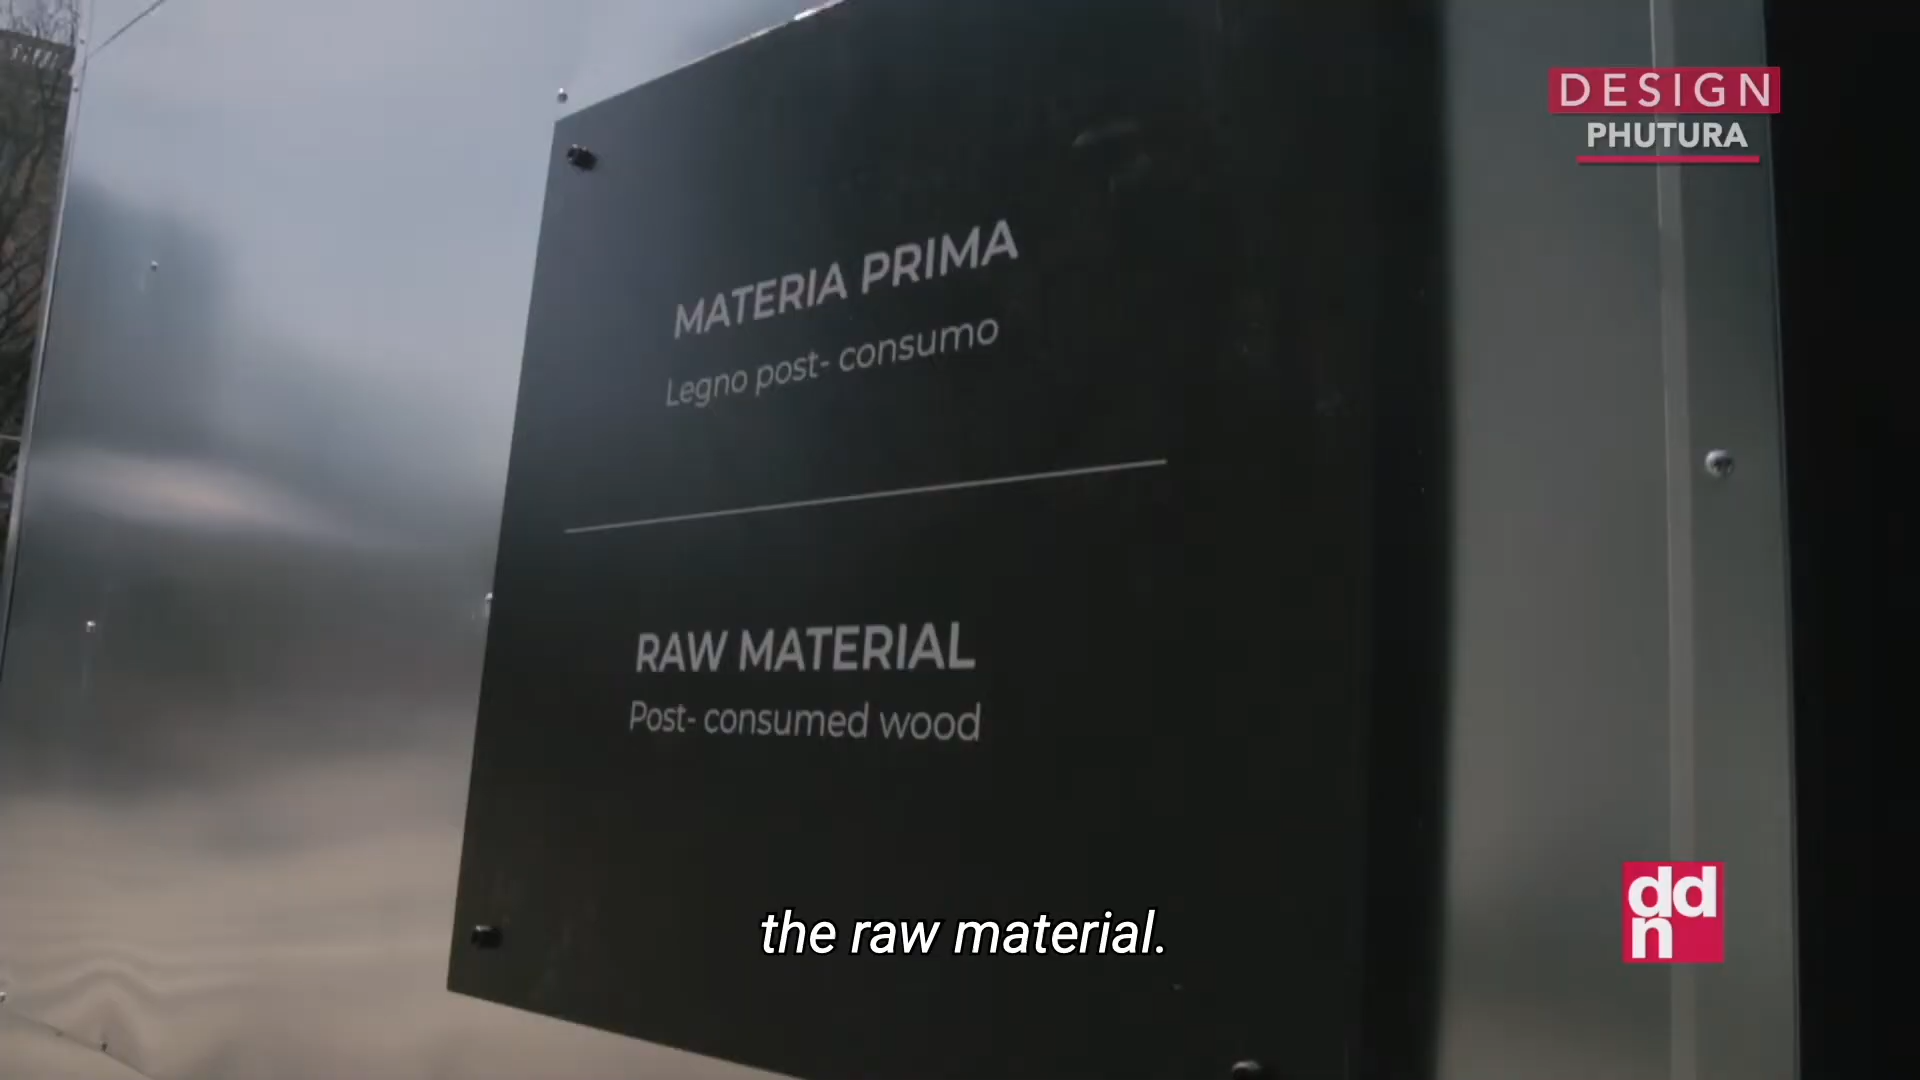 DESIGN
PHUTURA
MATERIA PRIMA
Legno post- consumo
RAW MATERIAL
Post- consumed wood
the raw material.
ddn